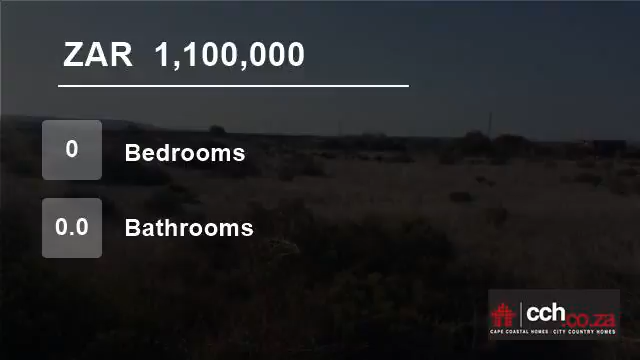 ZAR 1,100,000
0
Bedrooms
0.0
Bathrooms
cch.co.za
CAPE COASTAL HOMES · CITY COUNTRY HOMES